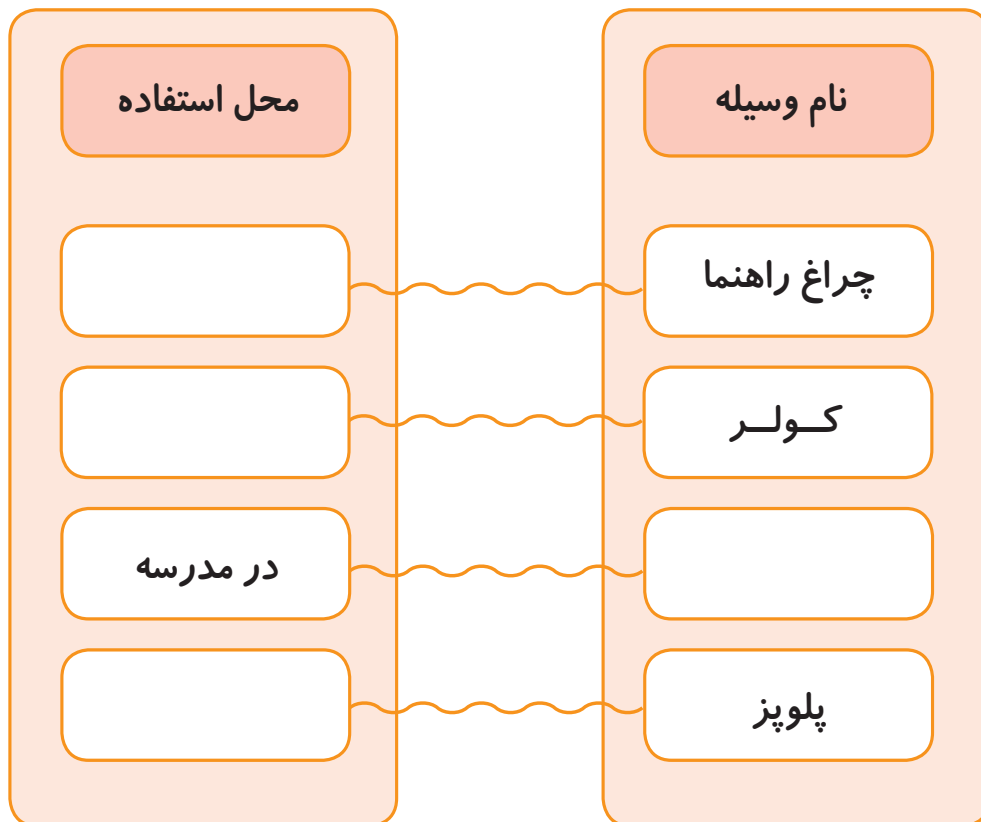 نام وسیله
محل استفاده
چراغ راهنما
کـولـر
در مدرسه
پلوپز